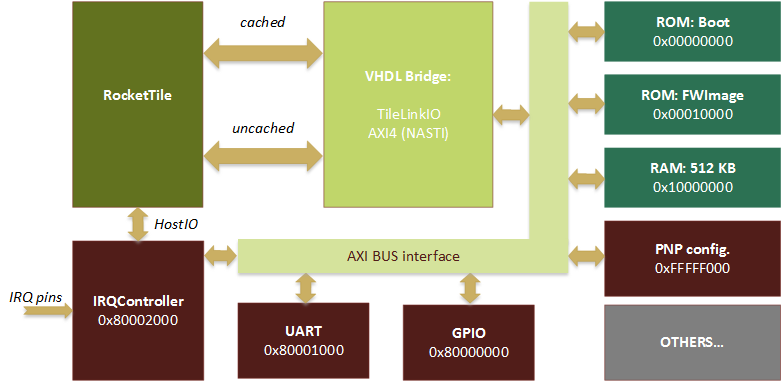 cached
RocketTile
uncached
VHDL Bridge:
TileLinkIO
AXI4 (NASTI)
ROM: Boot
0x00000000
ROM: FWImage
0x00010000
RAM: 512 KB
0x10000000
HostIO
AXI BUS interface
PNP config.
0xFFFFF000
IRQ pins
IRQController
0x80002000
UART
0x80001000
GPIO
0x80000000
OTHERS...